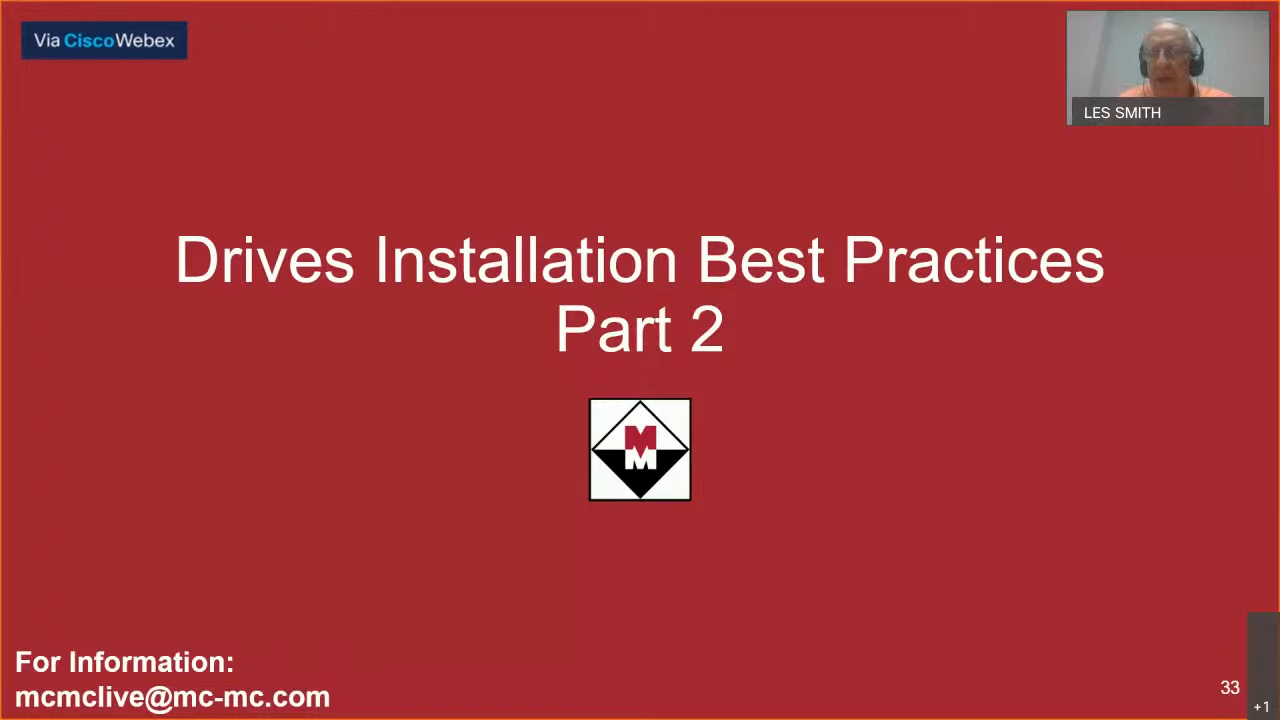 Via CiscoWebex
LES SMITH
Drives Installation Best Practices
Part 2
M
M
For Information:
mcmclive@mc-mc.com
33
+1